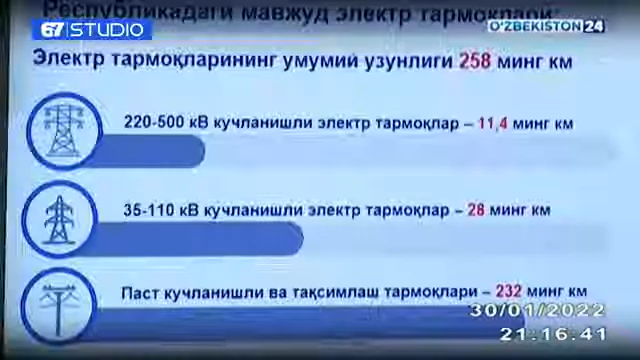 Республикадаги мавжуд электр тармоқлари:
67 STUDIO
O'ZBEKISTON 24
Электр тармоқларининг умумий узунлиги 258 минг км
220-500 кВ кучланишли электр тармоқлар – 11,4 минг км
35-110 кВ кучланишли электр тармоқлар – 28 минг км
Паст кучланишли ва тақсимлаш тармоқлари – 232 минг км
30/01/2022
21:16:41